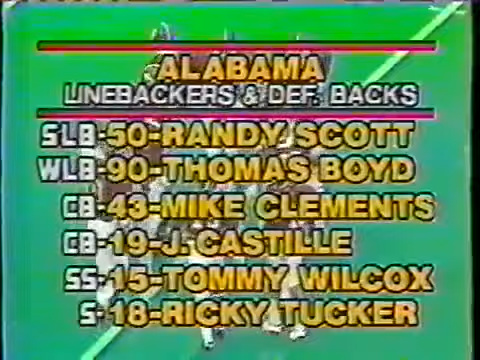 ALABAMA
LINEBACKERS & DEF. BACKS
SLB-50-RANDY SCOTT
WLB-90-THOMAS BOYD
CB-43-MIKE CLEMENTS
CB-19-J. CASTILLE
SS-15-TOMMY WILCOX
S-18-RICKY TUCKER